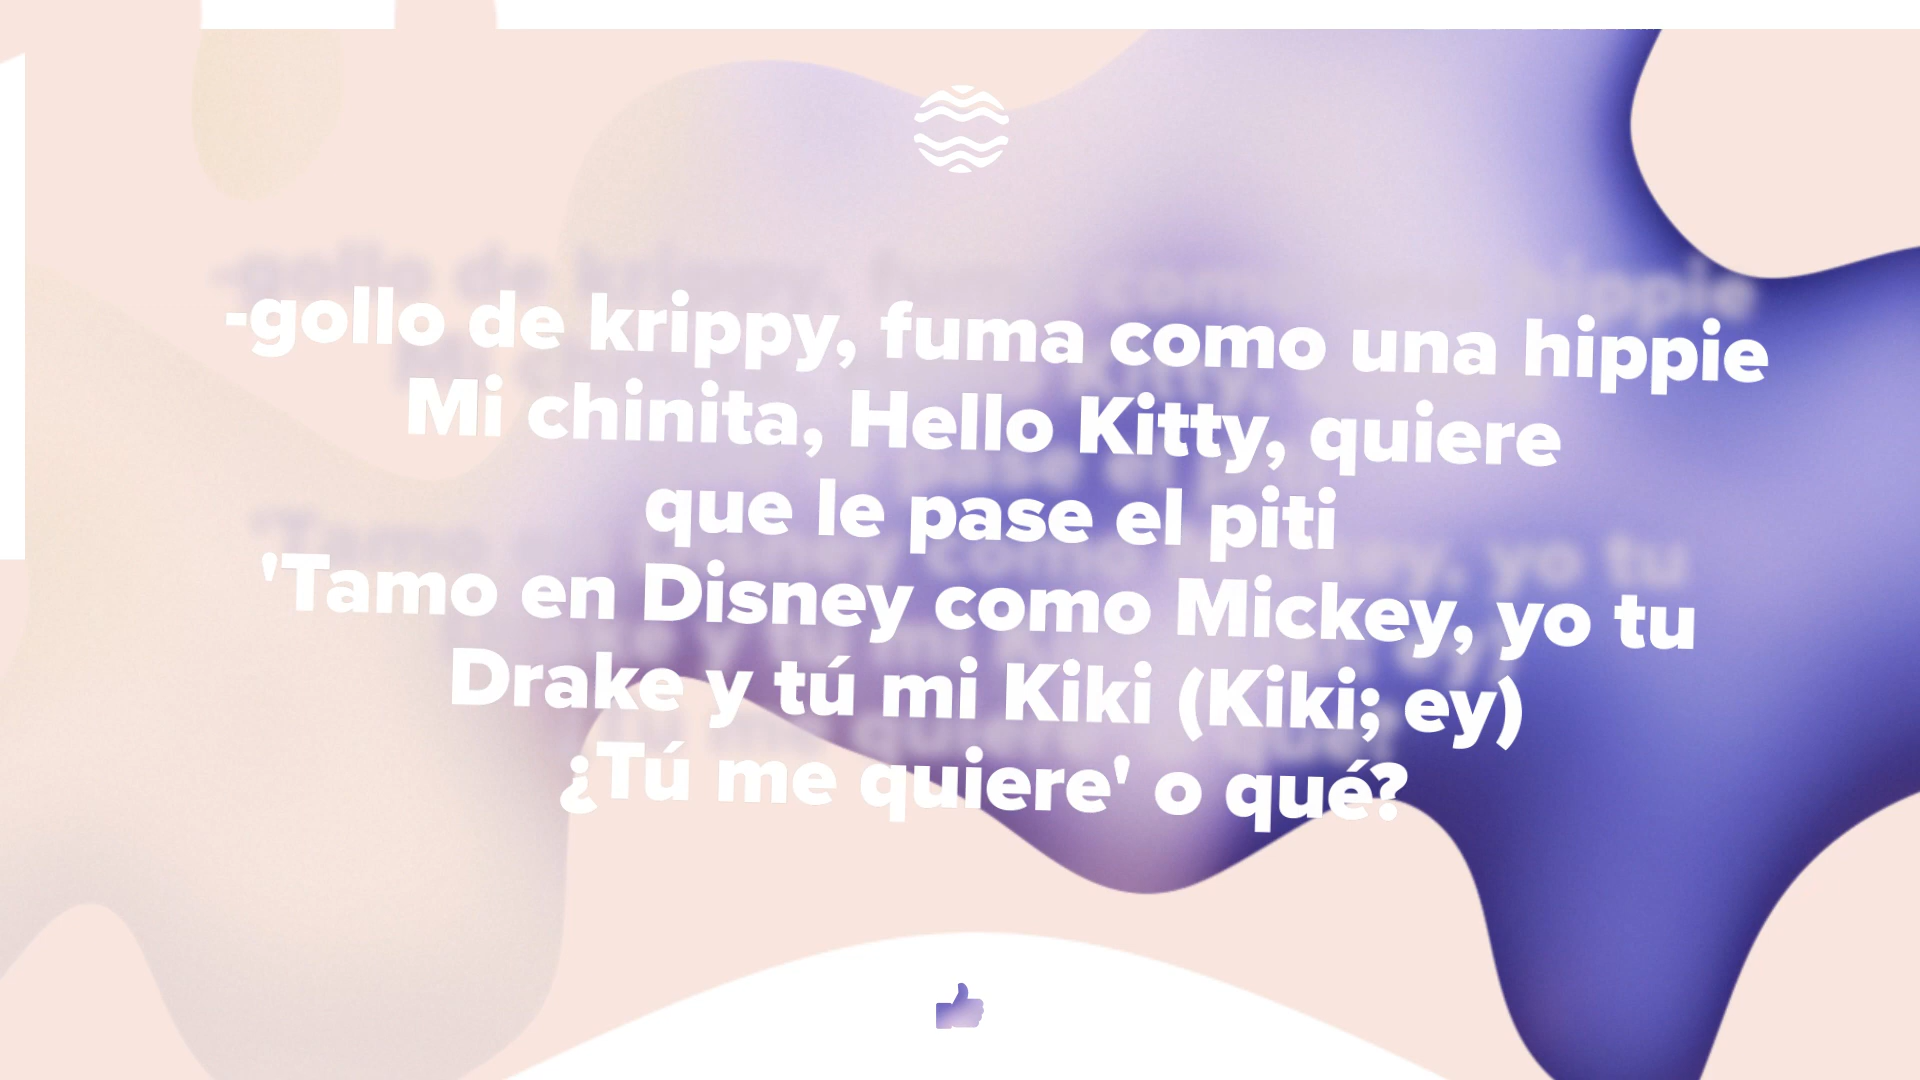 -gollo de krippy, fuma como una hippie
Mi chinita, Hello Kitty, quiere
que le pase el piti
'Tamo en Disney como Mickey, yo tu
Drake y tú mi Kiki (Kiki; ey)
¿Tú me quiere' o qué?